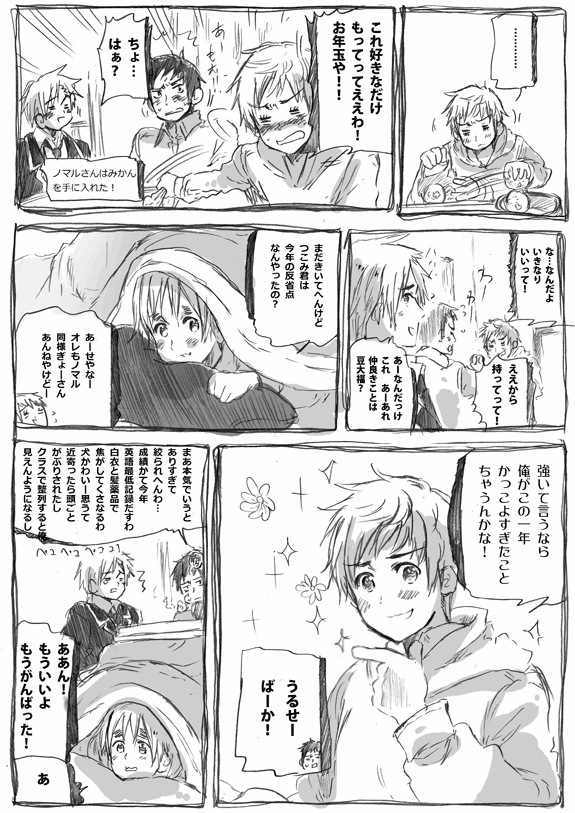 ………
これ好きなだけ
もってってええわ！
お年玉や！！
ちょ…
はぁ？
ノマルさんはみかん
を手に入れた！
な…なんだよ
いきなり
いいって！
ええから
持ってって！
あーなんだっけ
これ あーあれ
仲良きことは
豆大福？
まだきいてへんけど
つこみ君は
今年の反省点
なんやったの？
あーせやなー
オレもノマル
同様ぎょーさん
あんねやけどー
強いて言うなら
俺がこの一年
かっこよすぎたこと
ちゃうんかな！
うるせー
ばーか！
まあ本気でいうと
ありすぎて
絞られへんわ…
成績かて今年
英語最低記録だすわ
白衣と髪薬品で
焦がしてくさなるわ
犬かわいー思うて
近寄ったら頭ごと
がぶりされたし
クラスで整列すると俺
見えんようになるし
ペコペコペッココ
ああん！
もういいよ
もうがんばった！
あ